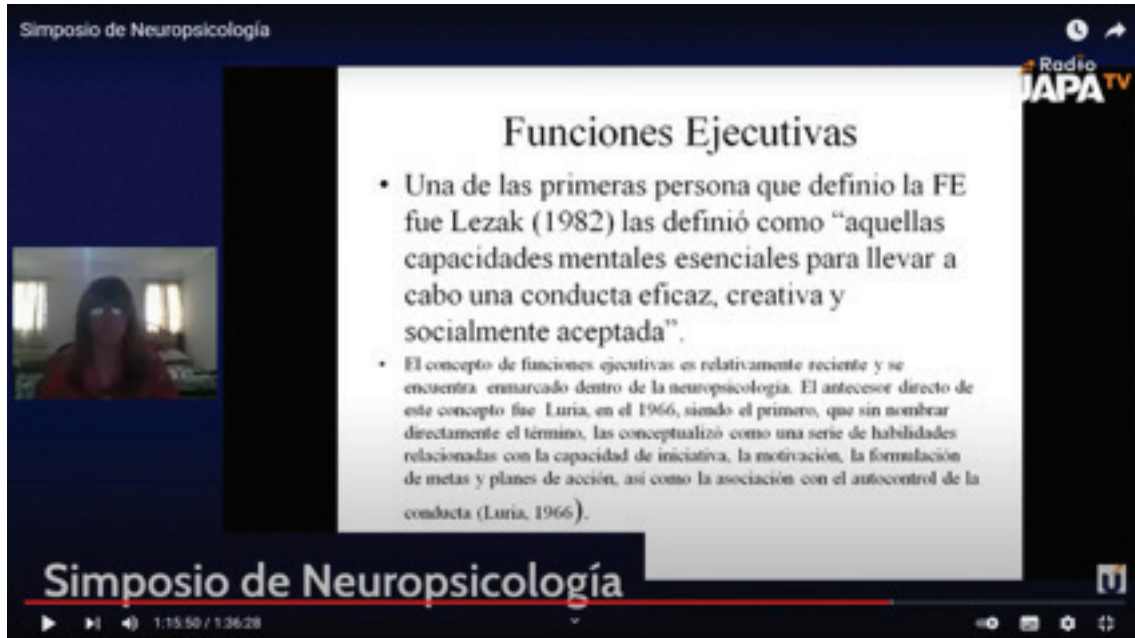 Simposio de Neuropsicología
Radio
UAPA TV
Funciones Ejecutivas
• Una de las primeras persona que definio la FE
fue Lezak (1982) las definió como “aquellas
capacidades mentales esenciales para llevar a
cabo una conducta eficaz, creativa y
socialmente aceptada”.
• El concepto de funciones ejecutivas es relativamente reciente y se
encuentra enmarcado dentro de la neuropsicología. El antecesor directo de
este concepto fue Luria, en el 1966, siendo el primero, que sin nombrar
directamente el término, las conceptualizó como una serie de habilidades
relacionadas con la capacidad de iniciativa, la motivación, la formulación
de metas y planes de acción, así como la asociación con el autocontrol de la
conducta (Luria, 1966).
Simposio de Neuropsicología
1:15:50 / 1:36:28